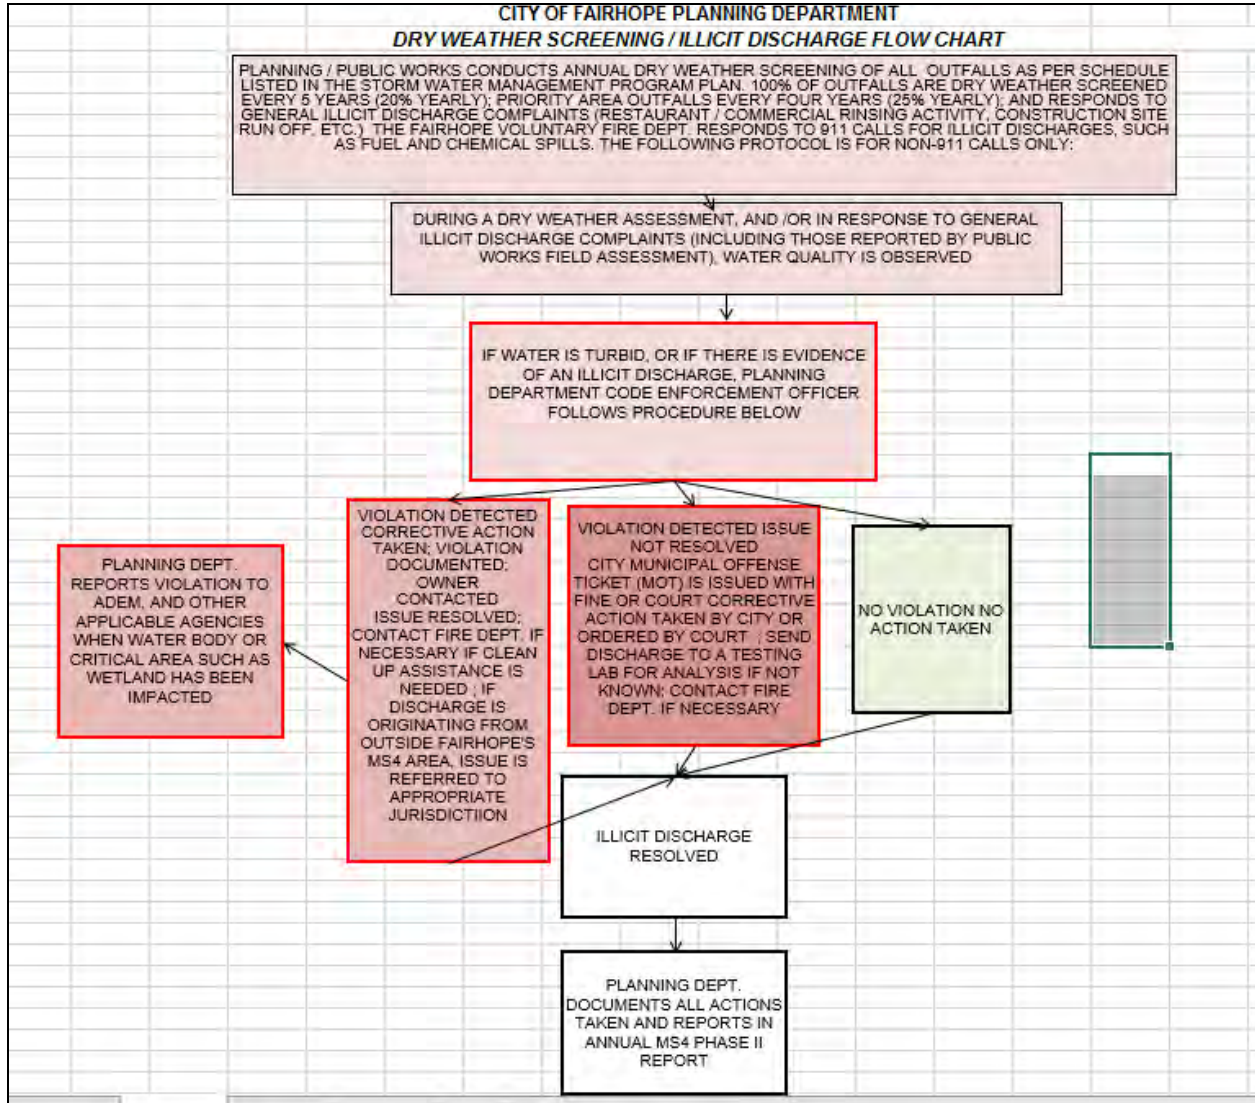 CITY OF FAIRHOPE PLANNING DEPARTMENT
DRY WEATHER SCREENING / ILLICIT DISCHARGE FLOW CHART
PLANNING / PUBLIC WORKS CONDUCTS ANNUAL DRY WEATHER SCREENING OF ALL OUTFALLS AS PER SCHEDULE
LISTED IN THE STORM WATER MANAGEMENT PROGRAM PLAN. 100% OF OUTFALLS ARE DRY WEATHER SCREENED
EVERY 5 YEARS (20% YEARLY); PRIORITY AREA OUTFALLS EVERY FOUR YEARS (25% YEARLY); AND RESPONDS TO
GENERAL ILLICIT DISCHARGE COMPLAINTS (RESTAURANT / COMMERCIAL RINSING ACTIVITY, CONSTRUCTION SITE
RUN OFF, ETC.) THE FAIRHOPE VOLUNTARY FIRE DEPT. RESPONDS TO 911 CALLS FOR ILLICIT DISCHARGES, SUCH
AS FUEL AND CHEMICAL SPILLS. THE FOLLOWING PROTOCOL IS FOR NON-911 CALLS ONLY:
DURING A DRY WEATHER ASSESSMENT, AND /OR IN RESPONSE TO GENERAL
ILLICIT DISCHARGE COMPLAINTS (INCLUDING THOSE REPORTED BY PUBLIC
WORKS FIELD ASSESSMENT), WATER QUALITY IS OBSERVED
IF WATER IS TURBID, OR IF THERE IS EVIDENCE
OF AN ILLICIT DISCHARGE, PLANNING
DEPARTMENT CODE ENFORCEMENT OFFICER
FOLLOWS PROCEDURE BELOW
PLANNING DEPT.
REPORTS VIOLATION TO
ADEM, AND OTHER
APPLICABLE AGENCIES
WHEN WATER BODY OR
CRITICAL AREA SUCH AS
WETLAND HAS BEEN
IMPACTED
VIOLATION DETECTED
CORRECTIVE ACTION
TAKEN; VIOLATION
DOCUMENTED;
OWNER
CONTACTED
ISSUE RESOLVED;
CONTACT FIRE DEPT. IF
NECESSARY IF CLEAN
UP ASSISTANCE IS
NEEDED ; IF
DISCHARGE IS
ORIGINATING FROM
OUTSIDE FAIRHOPE'S
MS4 AREA, ISSUE IS
REFERRED TO
APPROPRIATE
JURISDICTIION
VIOLATION DETECTED ISSUE
NOT RESOLVED
CITY MUNICIPAL OFFENSE
TICKET (MOT) IS ISSUED WITH
FINE OR COURT CORRECTIVE
ACTION TAKEN BY CITY OR
ORDERED BY COURT ; SEND
DISCHARGE TO A TESTING
LAB FOR ANALYSIS IF NOT
KNOWN; CONTACT FIRE
DEPT. IF NECESSARY
NO VIOLATION NO
ACTION TAKEN
ILLICIT DISCHARGE
RESOLVED
PLANNING DEPT.
DOCUMENTS ALL ACTIONS
TAKEN AND REPORTS IN
ANNUAL MS4 PHASE II
REPORT